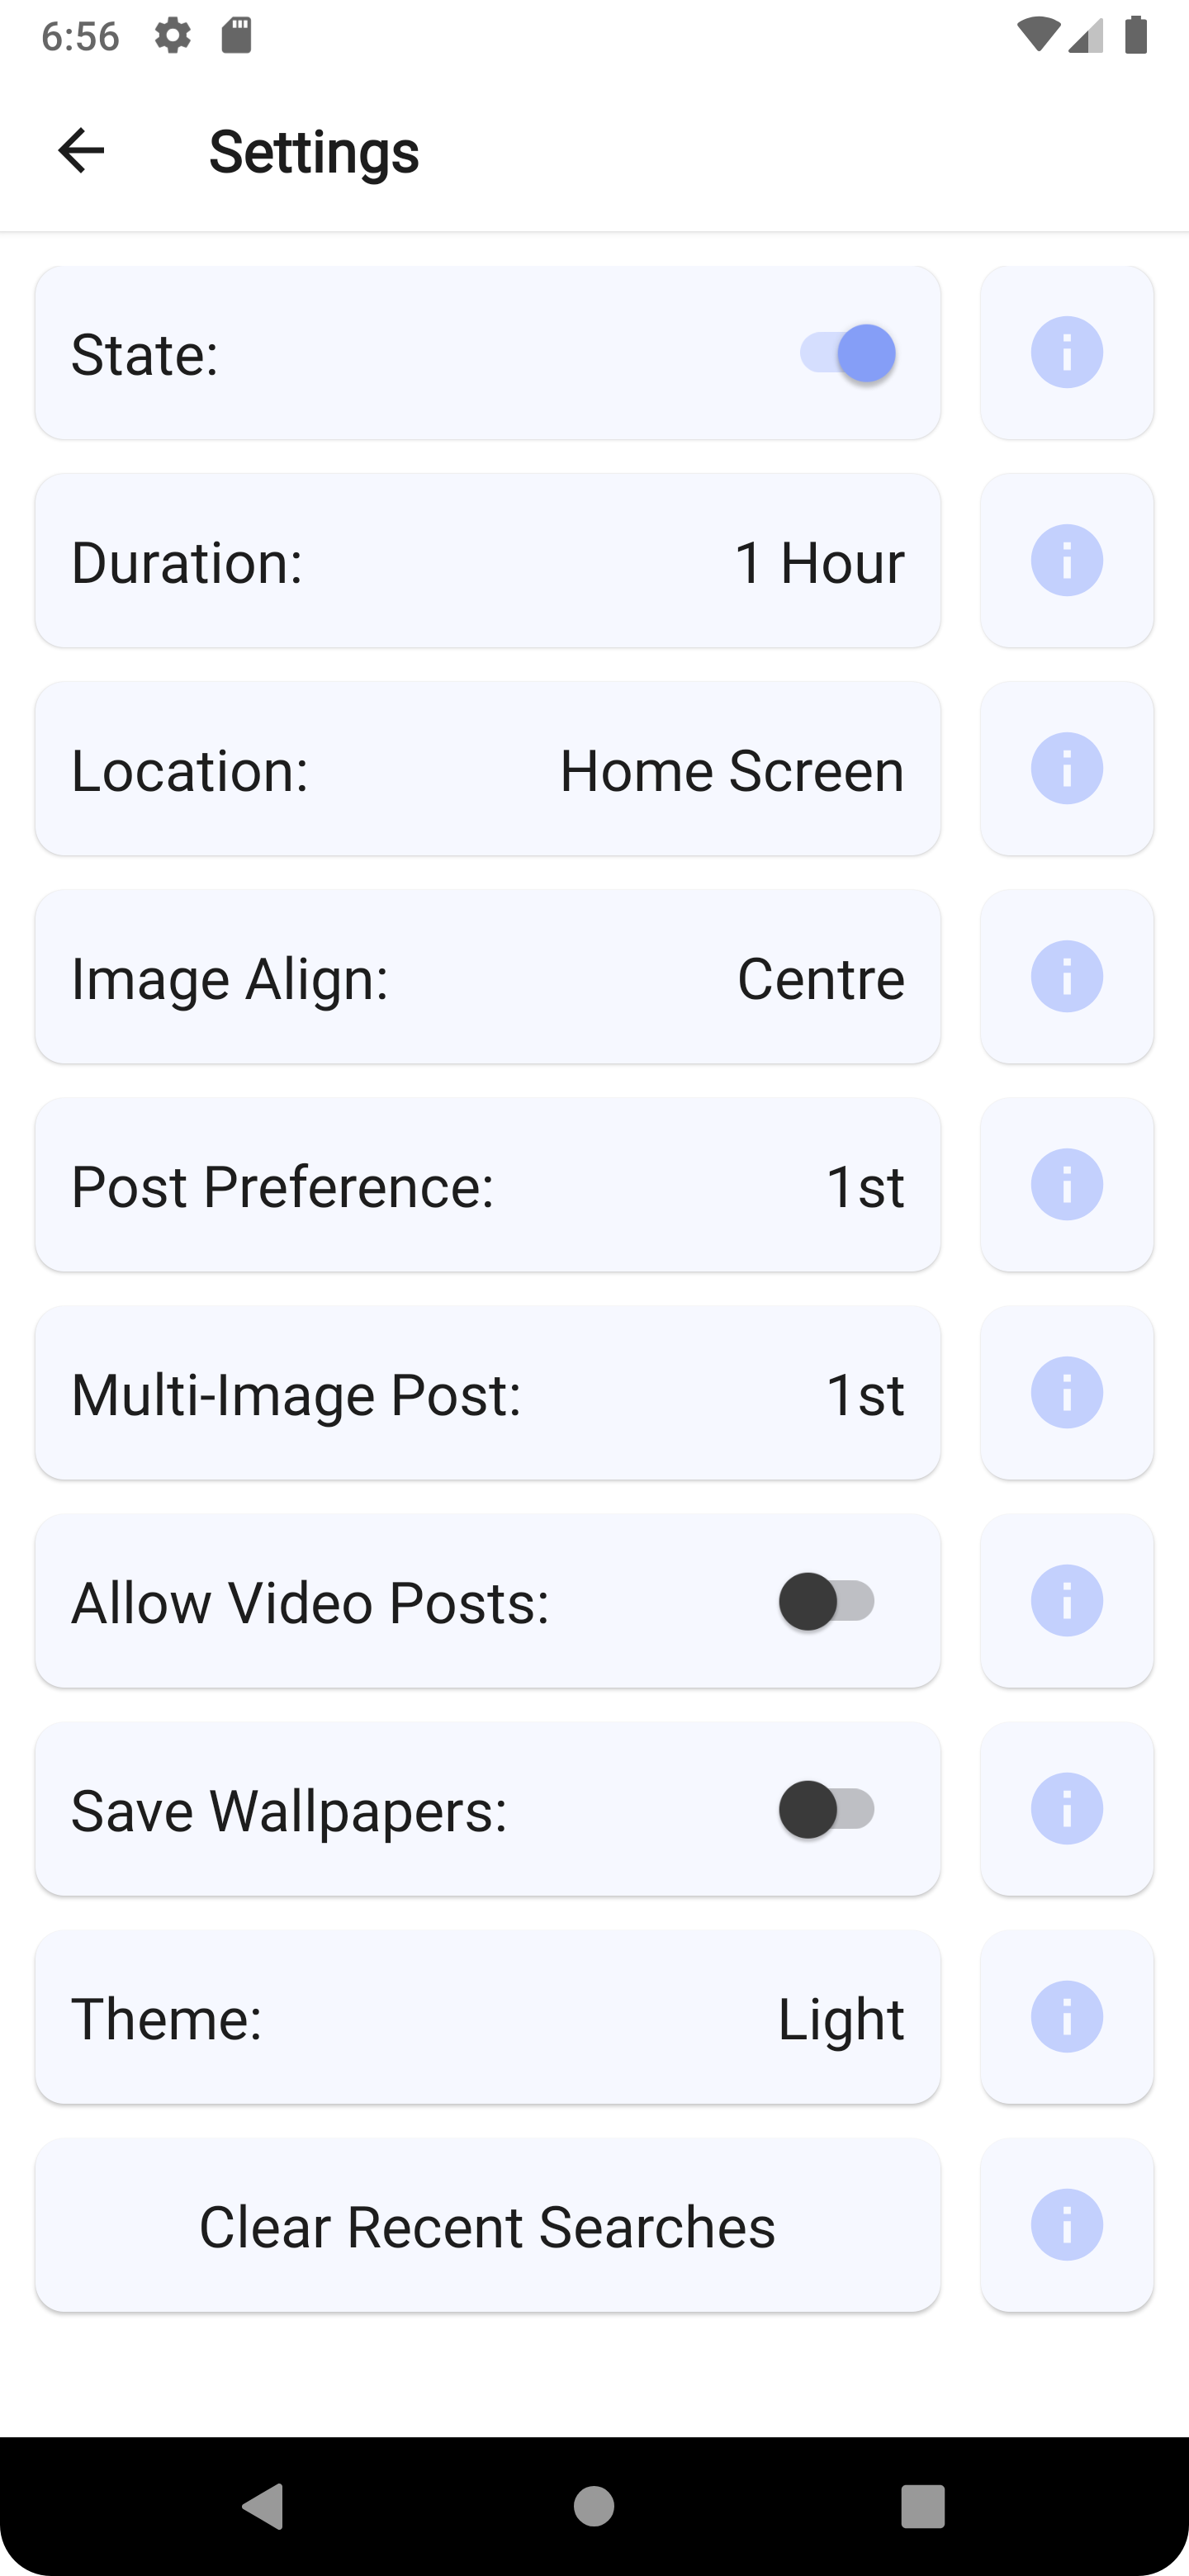 6:56
Settings
State:
Duration: 1 Hour
Location: Home Screen
Image Align: Centre
Post Preference: 1st
Multi-Image Post: 1st
Allow Video Posts:
Save Wallpapers:
Theme: Light
Clear Recent Searches